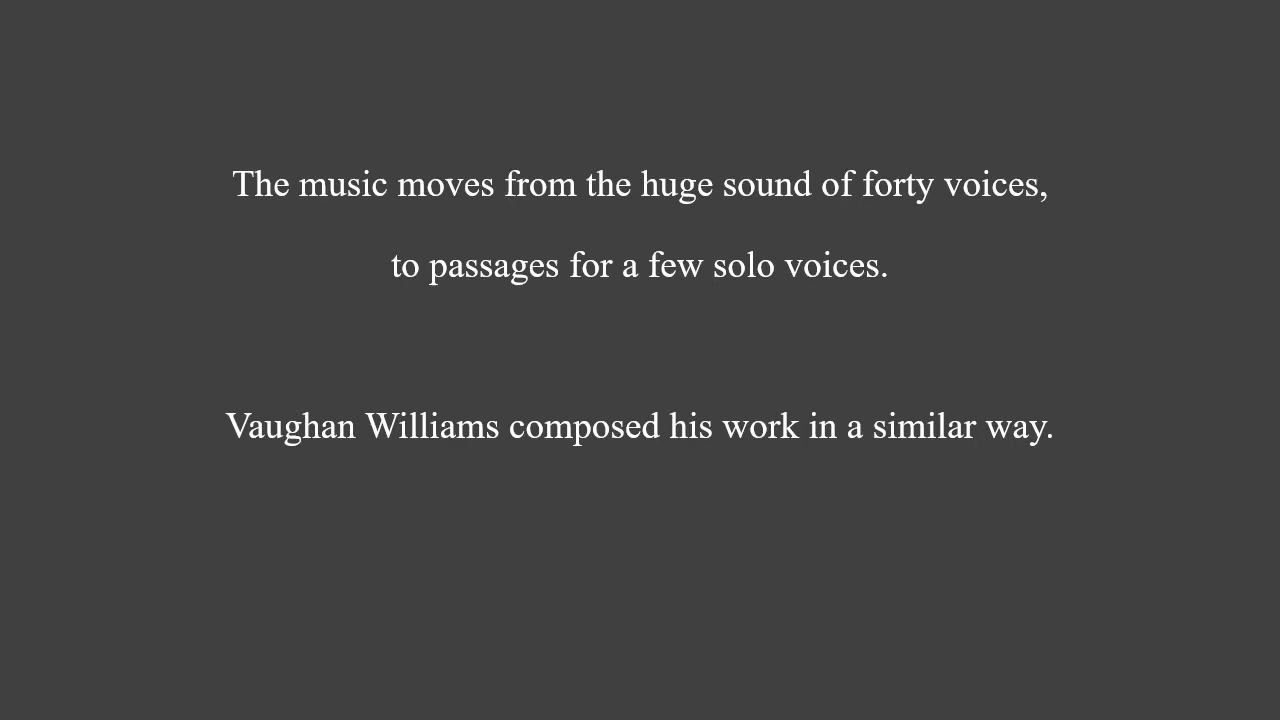 The music moves from the huge sound of forty voices,
to passages for a few solo voices.
Vaughan Williams composed his work in a similar way.